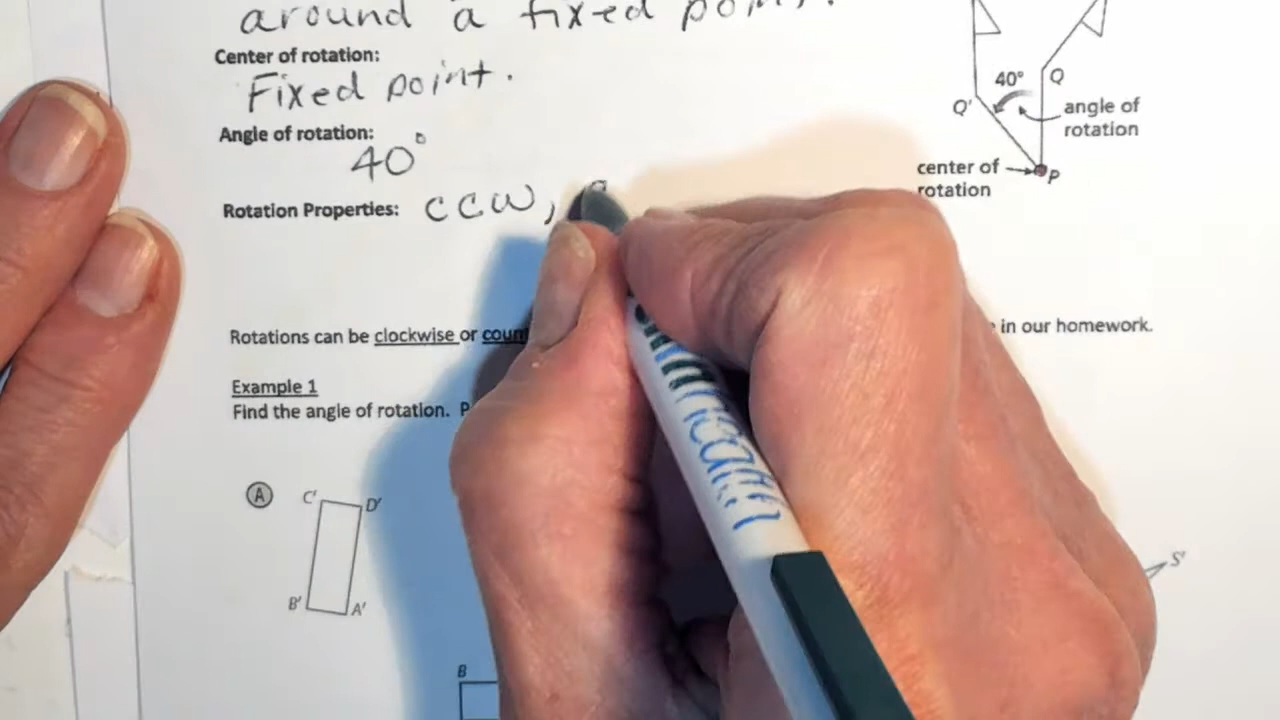 around a fixed point.
Center of rotation:
Fixed point.
Angle of rotation:
40°
Rotation Properties: CCW,
40°
Q
Q'
angle of
rotation
center of
rotation
P
Rotations can be clockwise or
in our homework.
Example 1
Find the angle of rotation.
A
C'
D'
B'
A'
S'
B